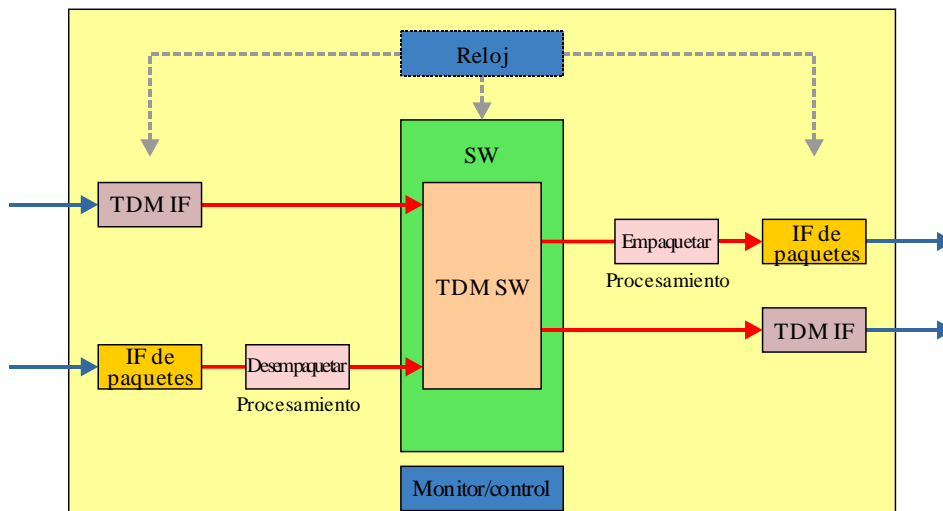 Reloj
SW
TDM IF
TDM SW
Empaquetar
Procesamiento
IF de
paquetes
TDM IF
IF de
paquetes
Desempaquetar
Procesamiento
Monitor/control